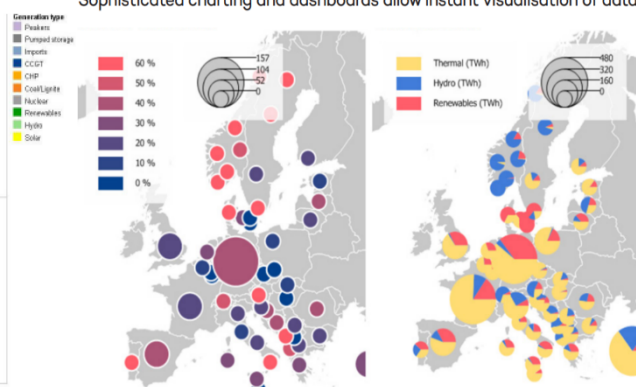 Sophisticated charting and dashboards allow instant visualisation of data
Generation type:
Peakers
Pumped storage
Imports
CCGT
CHP
Coal/Lignite
Nuclear
Renewables
Hydro
Solar
60 %
50 %
40 %
30 %
20 %
10 %
0 %
157
104
52
0
Thermal (TWh)
Hydro (TWh)
Renewables (TWh)
480
320
160
0